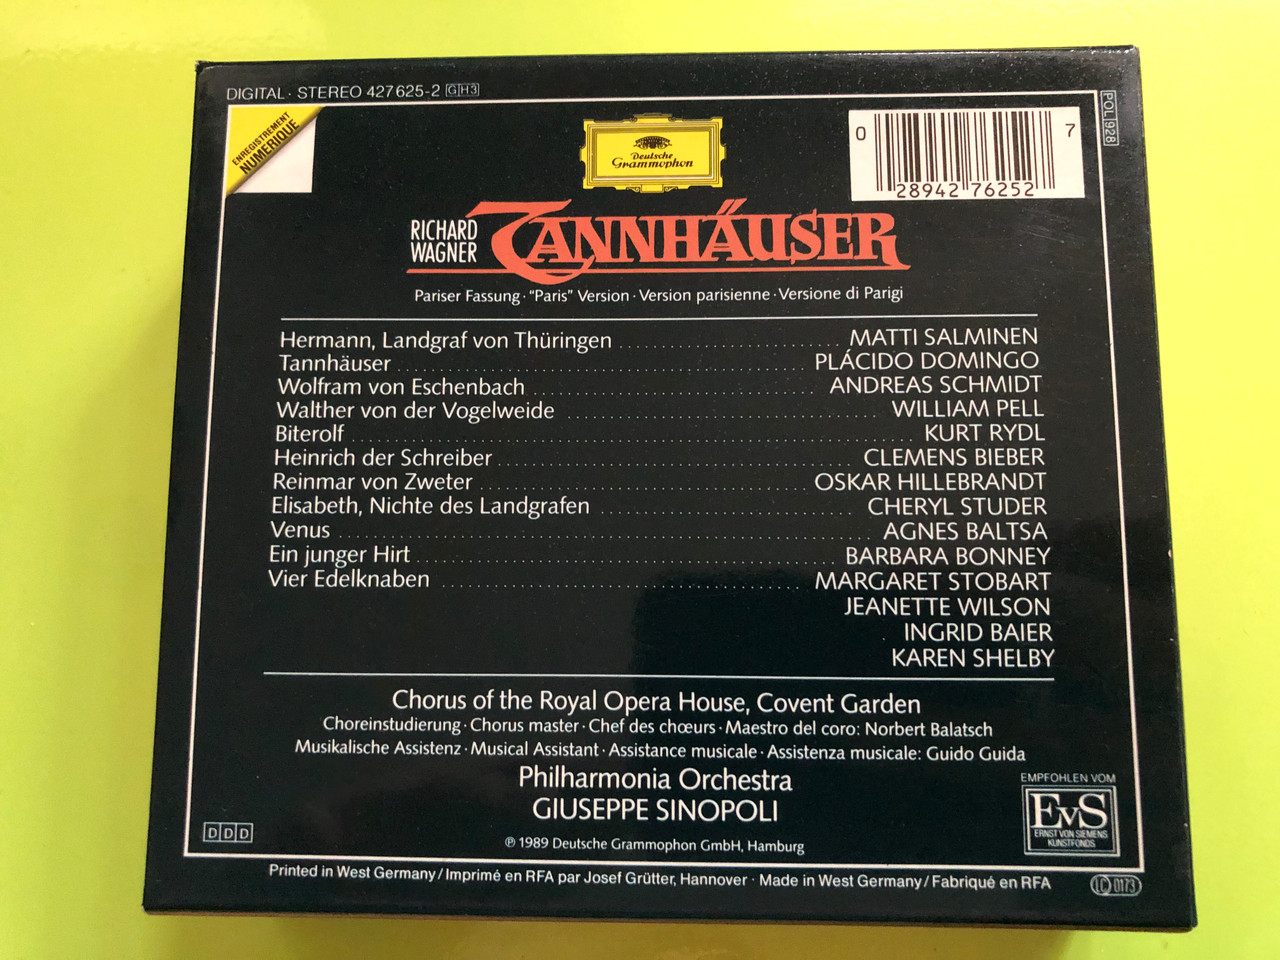 DIGITAL · STEREO 427 625-2 GH3
POL 928
ENREGISTREMENT
NUMERIQUE
Deutsche
Grammophon
0 28942 76252 7
RICHARD
WAGNER
TANNHÄUSER
Pariser Fassung · "Paris" Version · Version parisienne · Versione di Parigi
Hermann, Landgraf von Thüringen MATTI SALMINEN
Tannhäuser PLÁCIDO DOMINGO
Wolfram von Eschenbach ANDREAS SCHMIDT
Walther von der Vogelweide WILLIAM PELL
Biterolf KURT RYDL
Heinrich der Schreiber CLEMENS BIEBER
Reinmar von Zweter OSKAR HILLEBRANDT
Elisabeth, Nichte des Landgrafen CHERYL STUDER
Venus AGNES BALTSA
Ein junger Hirt BARBARA BONNEY
Vier Edelknaben MARGARET STOBART
JEANETTE WILSON
INGRID BAIER
KAREN SHELBY
Chorus of the Royal Opera House, Covent Garden
Choreinstudierung · Chorus master · Chef des chœurs · Maestro del coro: Norbert Balatsch
Musikalische Assistenz · Musical Assistant · Assistance musicale · Assistenza musicale: Guido Guida
Philharmonia Orchestra
GIUSEPPE SINOPOLI
EMPFOHLEN VOM
EvS
ERNST VON SIEMENS
KUNSTFONDS
DDD
℗ 1989 Deutsche Grammophon GmbH, Hamburg
Printed in West Germany / Imprimé en RFA par Josef Grütter, Hannover · Made in West Germany / Fabriqué en RFA
LC 0173